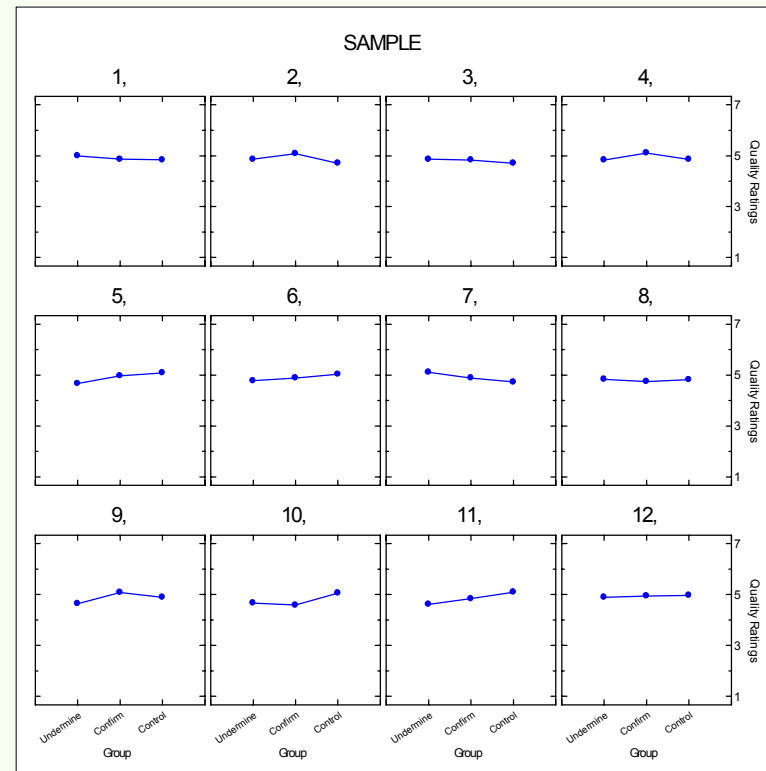 SAMPLE
1, 2, 3, 4,
7
5
3
1
Quality Ratings
5, 6, 7, 8,
7
5
3
1
Quality Ratings
9, 10, 11, 12,
7
5
3
1
Quality Ratings
Undermine Confirm Control Undermine Confirm Control Undermine Confirm Control Undermine Confirm Control
Group Group Group Group